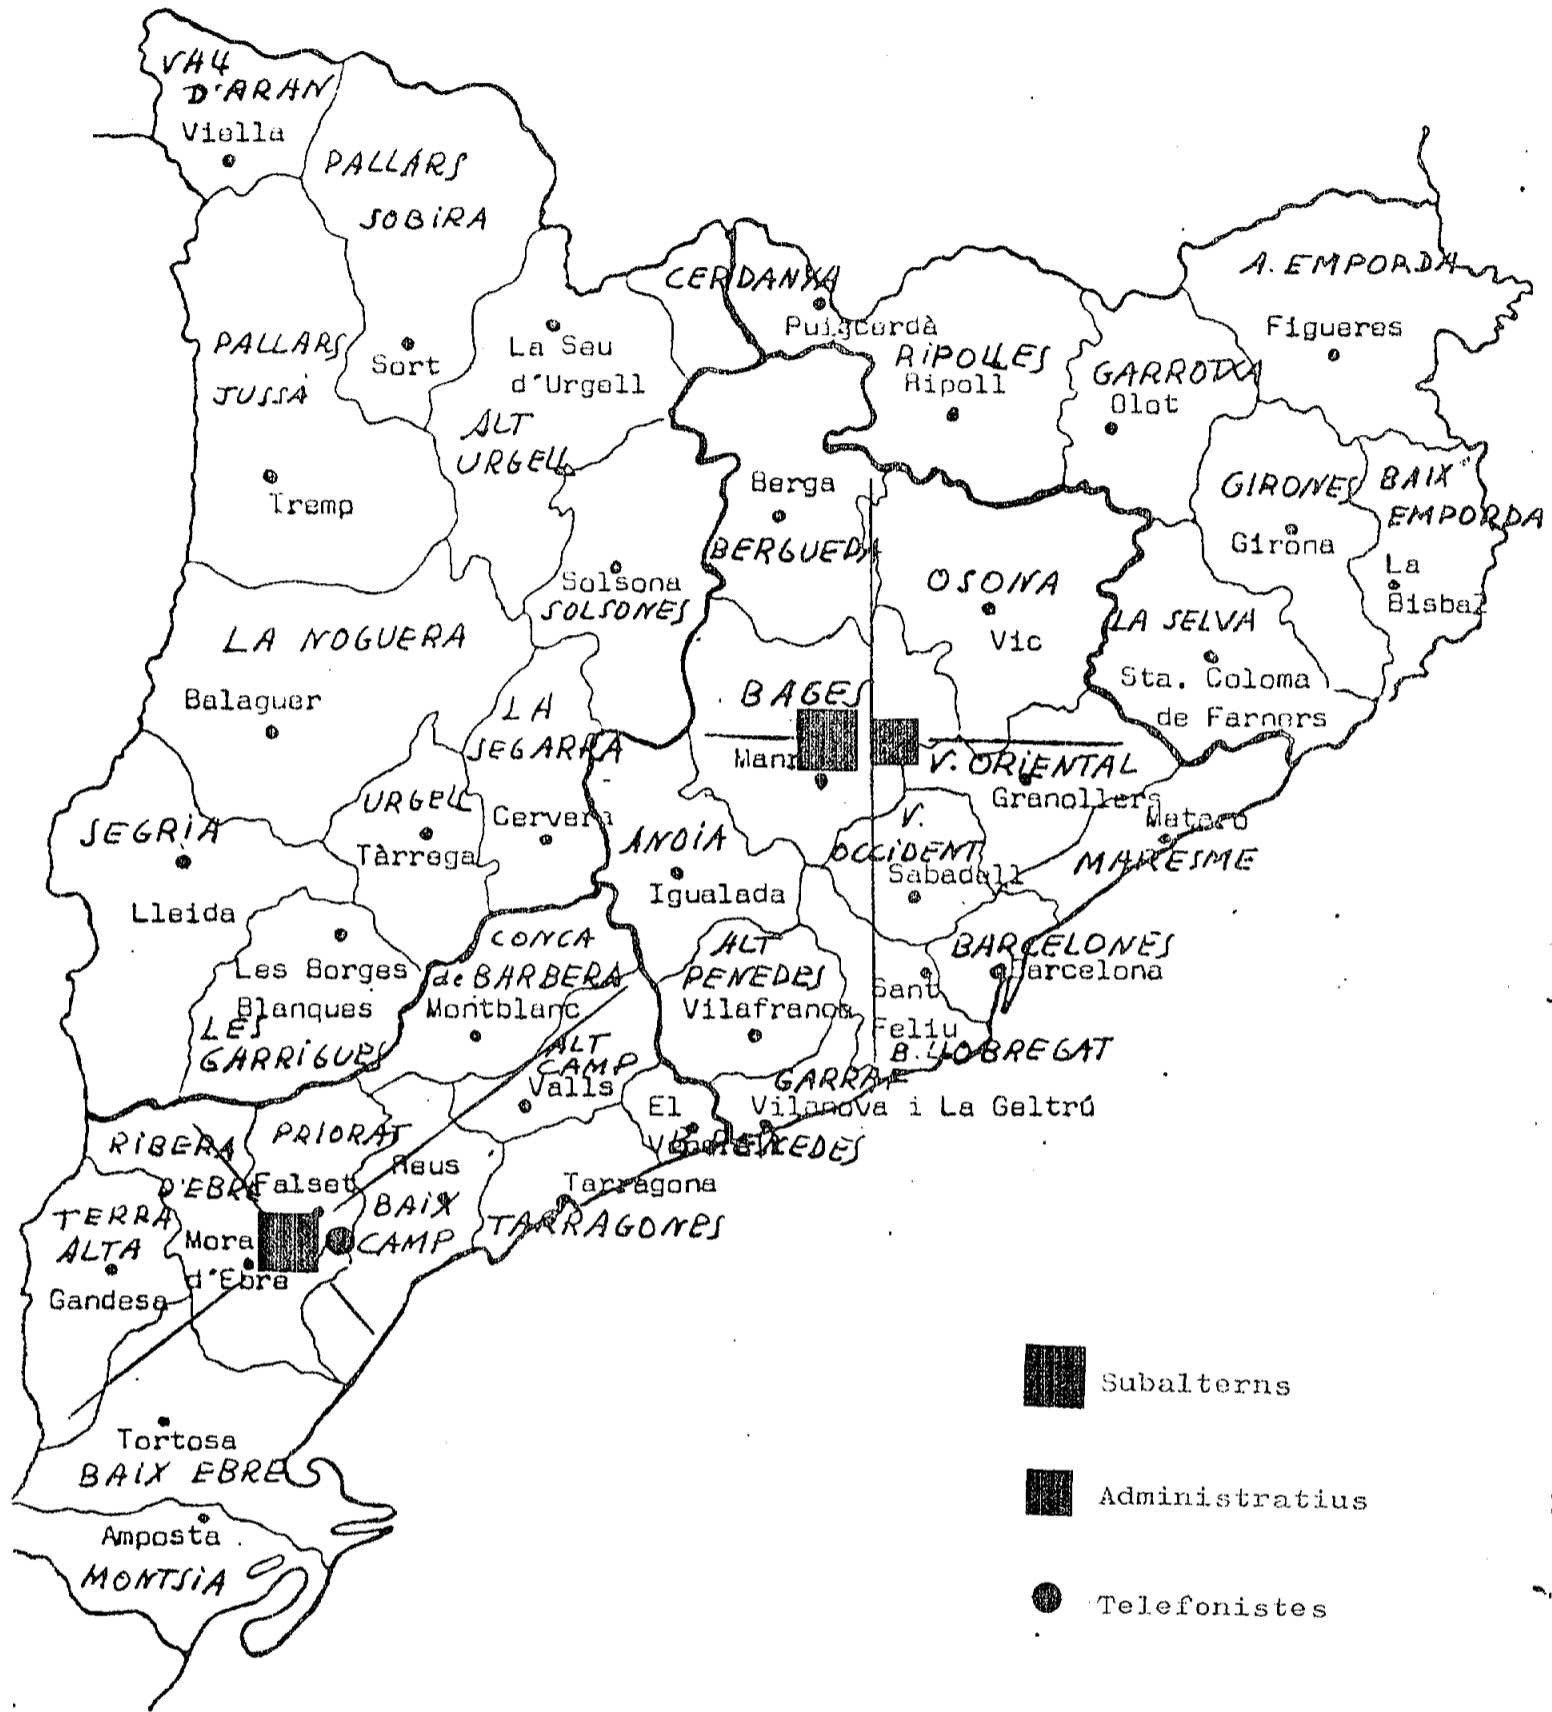 VALL
D'ARAN
Viella
PALLARS
SOBIRA
CERDANYA
Puigcerdà
A. EMPORDA
Figueres
PALLARS
JUSSÀ
Sort
La Seu
d'Urgell
RIPOLLES
Ripoll
GARROTXA
Olot
ALT
URGELL
Tremp
Berga
BERGUEDA
GIRONES
Girona
BAIX
EMPORDA
La
Bisbal
Solsona
SOLSONES
OSONA
Vic
LA SELVA
Sta. Coloma
de Farners
LA NOGUERA
Balaguer
LA
SEGARRA
BAGES
Manr
V. ORIENTAL
Granollers
URGELL
Cervera
Tàrrega
SEGRIA
Lleida
ANOIA
Igualada
V.
OCCIDENT
Sabadell
Mataró
MARESME
Les Borges
Blanques
LES
GARRIGUES
CONCA
de BARBERA
Montblanc
ALT
PENEDES
Vilafranca
BARCELONES
Barcelona
Sant
Feliu
B. LLOBREGAT
ALT
CAMP
Valls
GARRAF
Vilanova i La Geltrú
El
PENEDES
RIBERA
D'EBRE
PRIORAT
Falset
Reus
BAIX
CAMP
Tarragona
TARRAGONES
TERRA
ALTA
Gandesa
Mora
d'Ebre
Tortosa
BAIX EBRE
Amposta
MONTSIA
Subalterns
Administratius
Telefonistes